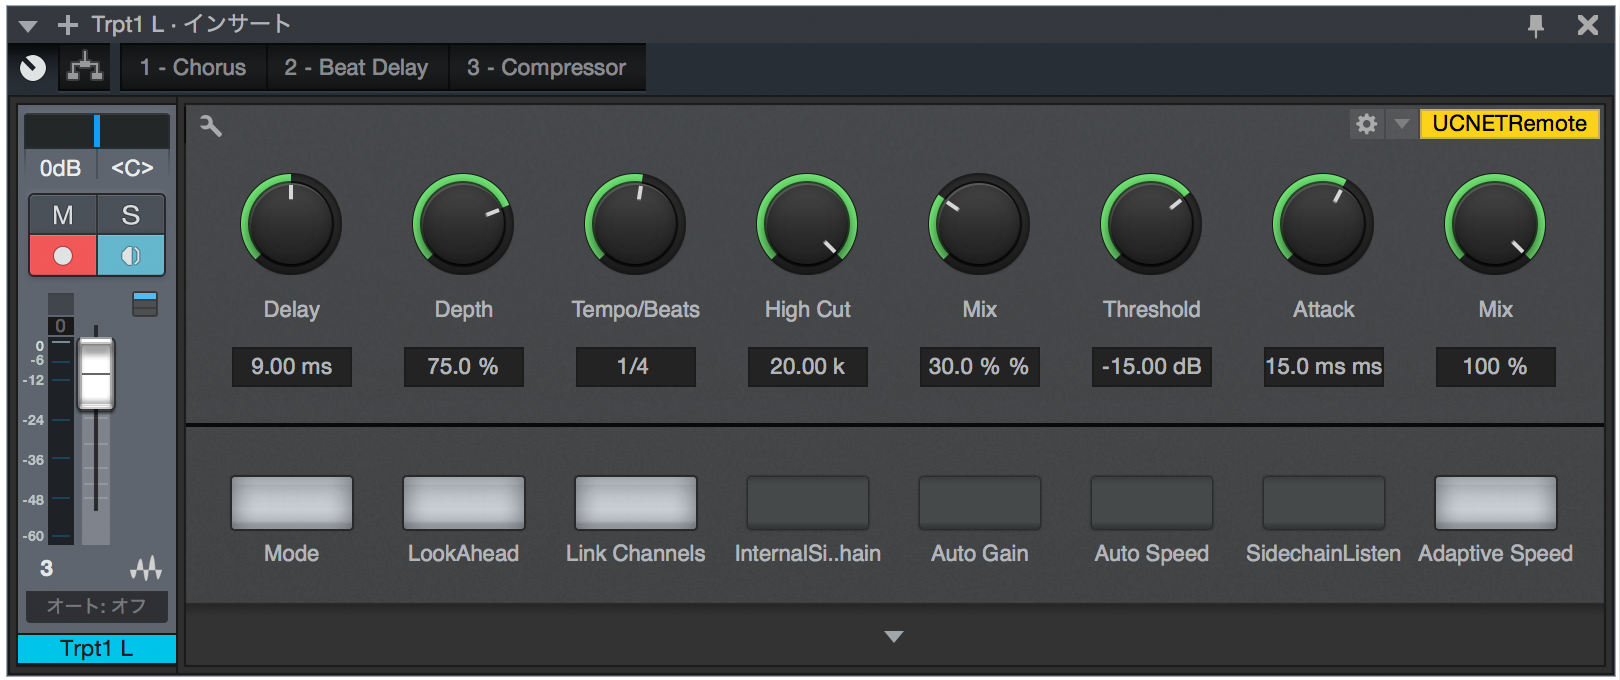 Trpt1 L · インサート
1 - Chorus 2 - Beat Delay 3 - Compressor
UCNETRemote
0dB <C>
M S
Delay Depth Tempo/Beats High Cut Mix Threshold Attack Mix
9.00 ms 75.0 % 1/4 20.00 k 30.0 % % -15.00 dB 15.0 ms ms 100 %
0
0
-6
-12
-24
-36
-48
-60
Mode LookAhead Link Channels InternalSi..hain Auto Gain Auto Speed SidechainListen Adaptive Speed
3
オート: オフ
Trpt1 L